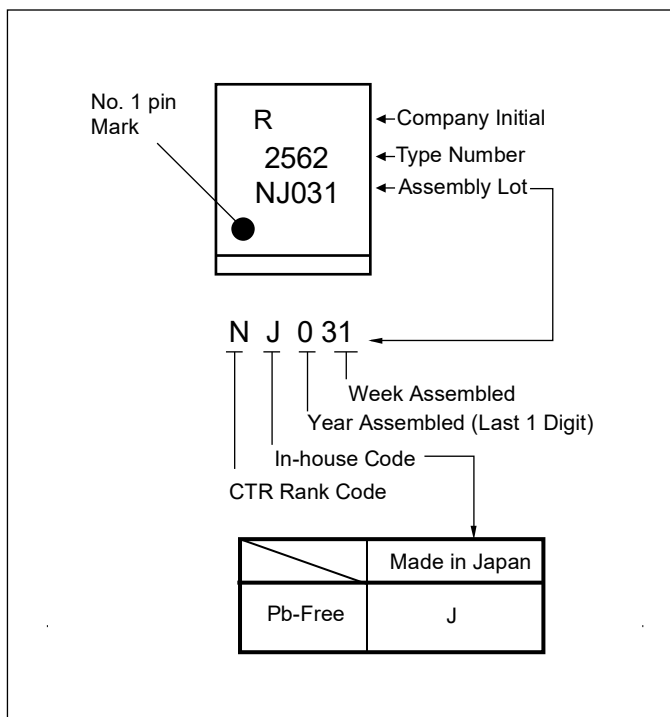 No. 1 pin
Mark
R
2562
NJ031
Company Initial
Type Number
Assembly Lot
N J 0 31
Week Assembled
Year Assembled (Last 1 Digit)
In-house Code
CTR Rank Code
Made in Japan
Pb-Free
J